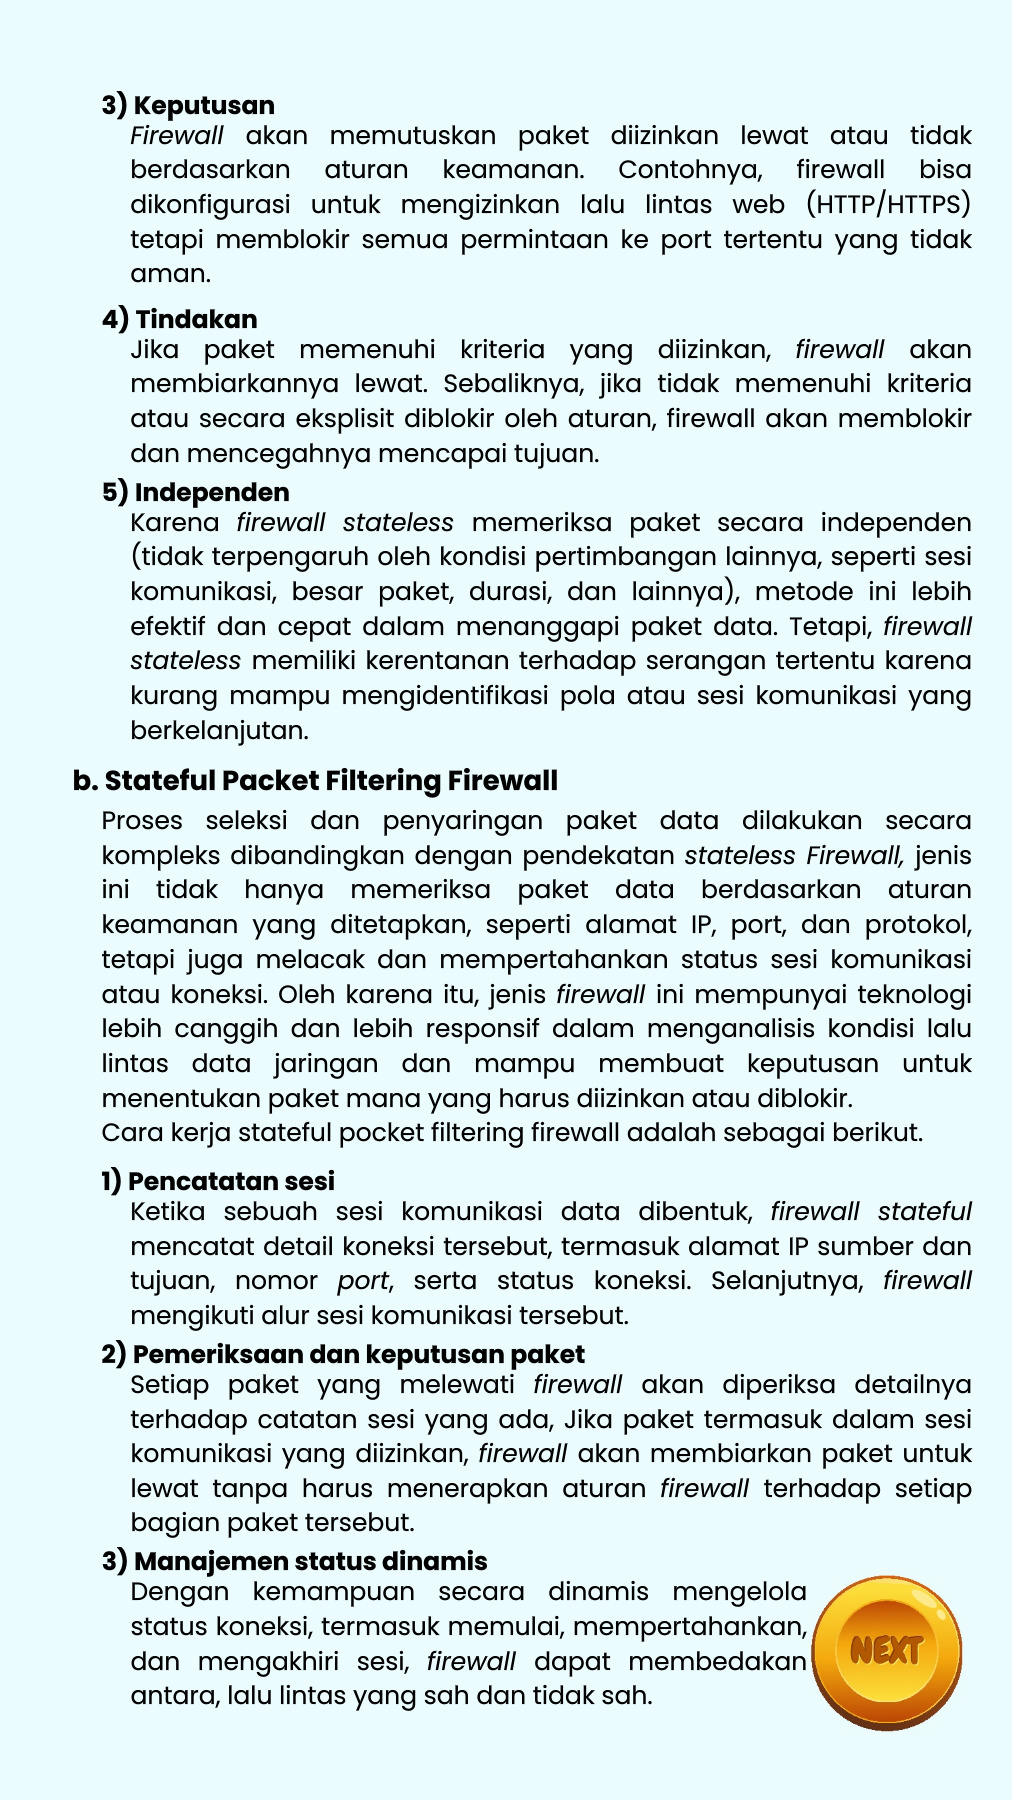 3) Keputusan
Firewall akan memutuskan paket diizinkan lewat atau tidak
berdasarkan aturan keamanan. Contohnya, firewall bisa
dikonfigurasi untuk mengizinkan lalu lintas web (HTTP/HTTPS)
tetapi memblokir semua permintaan ke port tertentu yang tidak
aman.
4) Tindakan
Jika paket memenuhi kriteria yang diizinkan, firewall akan
membiarkannya lewat. Sebaliknya, jika tidak memenuhi kriteria
atau secara eksplisit diblokir oleh aturan, firewall akan memblokir
dan mencegahnya mencapai tujuan.
5) Independen
Karena firewall stateless memeriksa paket secara independen
(tidak terpengaruh oleh kondisi pertimbangan lainnya, seperti sesi
komunikasi, besar paket, durasi, dan lainnya), metode ini lebih
efektif dan cepat dalam menanggapi paket data. Tetapi, firewall
stateless memiliki kerentanan terhadap serangan tertentu karena
kurang mampu mengidentifikasi pola atau sesi komunikasi yang
berkelanjutan.
b. Stateful Packet Filtering Firewall
Proses seleksi dan penyaringan paket data dilakukan secara
kompleks dibandingkan dengan pendekatan stateless Firewall, jenis
ini tidak hanya memeriksa paket data berdasarkan aturan
keamanan yang ditetapkan, seperti alamat IP, port, dan protokol,
tetapi juga melacak dan mempertahankan status sesi komunikasi
atau koneksi. Oleh karena itu, jenis firewall ini mempunyai teknologi
lebih canggih dan lebih responsif dalam menganalisis kondisi lalu
lintas data jaringan dan mampu membuat keputusan untuk
menentukan paket mana yang harus diizinkan atau diblokir.
Cara kerja stateful pocket filtering firewall adalah sebagai berikut.
1) Pencatatan sesi
Ketika sebuah sesi komunikasi data dibentuk, firewall stateful
mencatat detail koneksi tersebut, termasuk alamat IP sumber dan
tujuan, nomor port, serta status koneksi. Selanjutnya, firewall
mengikuti alur sesi komunikasi tersebut.
2) Pemeriksaan dan keputusan paket
Setiap paket yang melewati firewall akan diperiksa detailnya
terhadap catatan sesi yang ada, Jika paket termasuk dalam sesi
komunikasi yang diizinkan, firewall akan membiarkan paket untuk
lewat tanpa harus menerapkan aturan firewall terhadap setiap
bagian paket tersebut.
3) Manajemen status dinamis
Dengan kemampuan secara dinamis mengelola
status koneksi, termasuk memulai, mempertahankan,
dan mengakhiri sesi, firewall dapat membedakan
antara, lalu lintas yang sah dan tidak sah.
NEXT